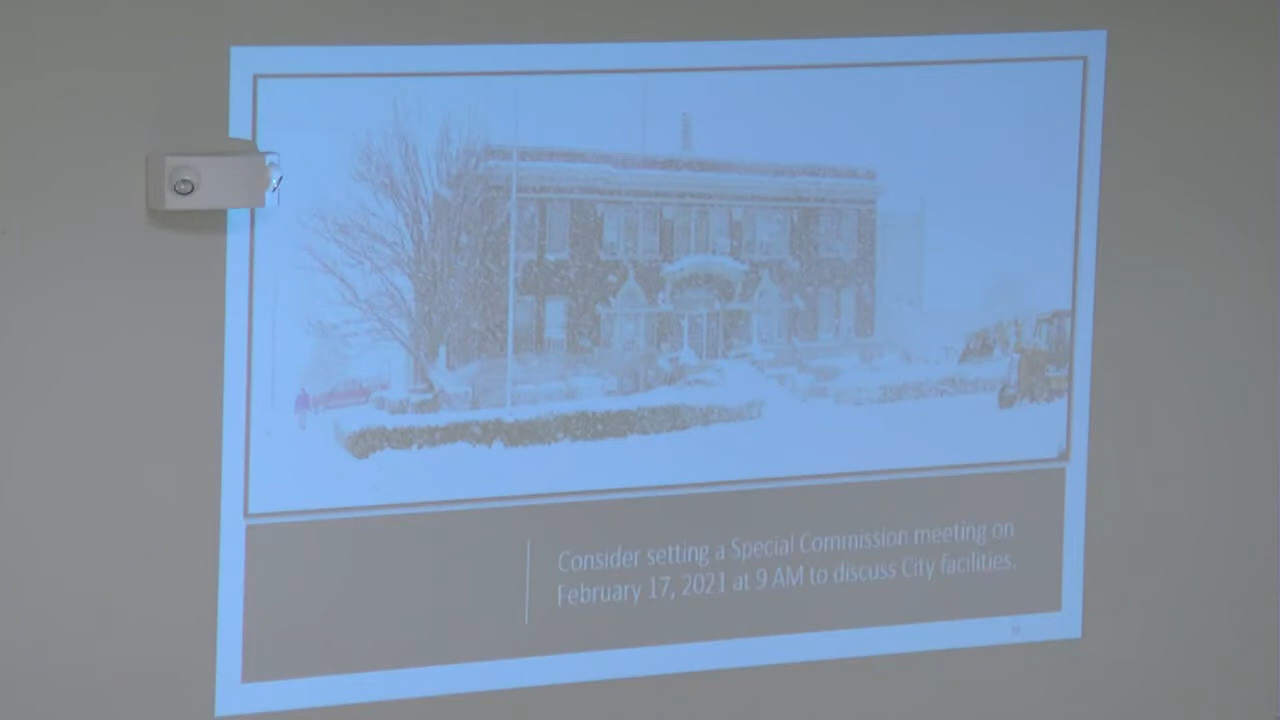 Consider setting a Special Commission meeting on
February 17, 2021 at 9 AM to discuss City facilities.